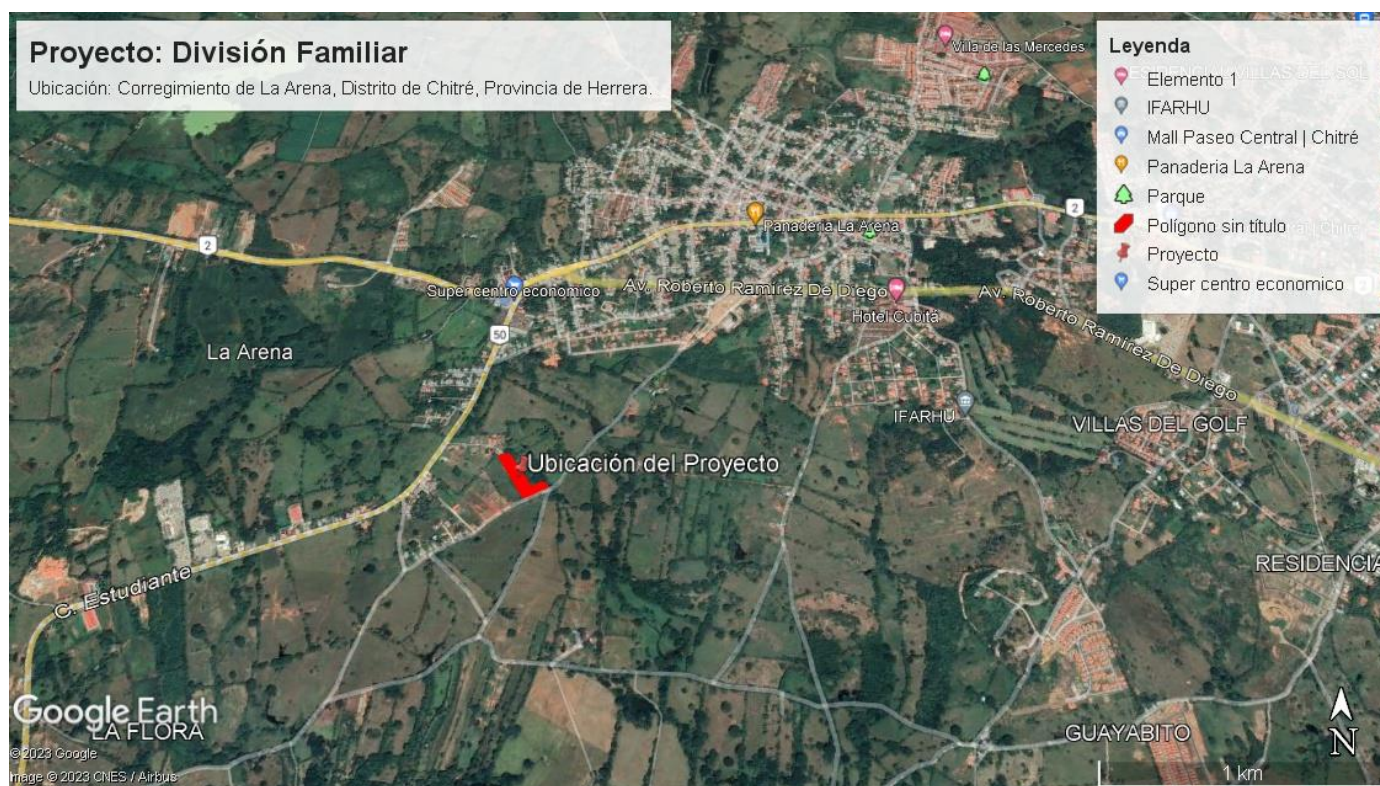 Proyecto: División Familiar
Ubicación: Corregimiento de La Arena, Distrito de Chitré, Provincia de Herrera.
Leyenda
Elemento 1
IFARHU
Mall Paseo Central | Chitré
Panaderia La Arena
Parque
Polígono sin título
Proyecto
Super centro economico
Villa de las Mercedes
2
2
2
Panaderia La Arena
Super centro economico
Av. Roberto Ramírez De Diego
Hotel Cubitá
Av. Roberto Ramírez De Diego
50
La Arena
IFARHU
VILLAS DEL GOLF
Ubicación del Proyecto
C. Estudiante
RESIDENCIA
Google Earth
LA FLORA
GUAYABITO
N
© 2023 Google
Image © 2023 CNES / Airbus
1 km